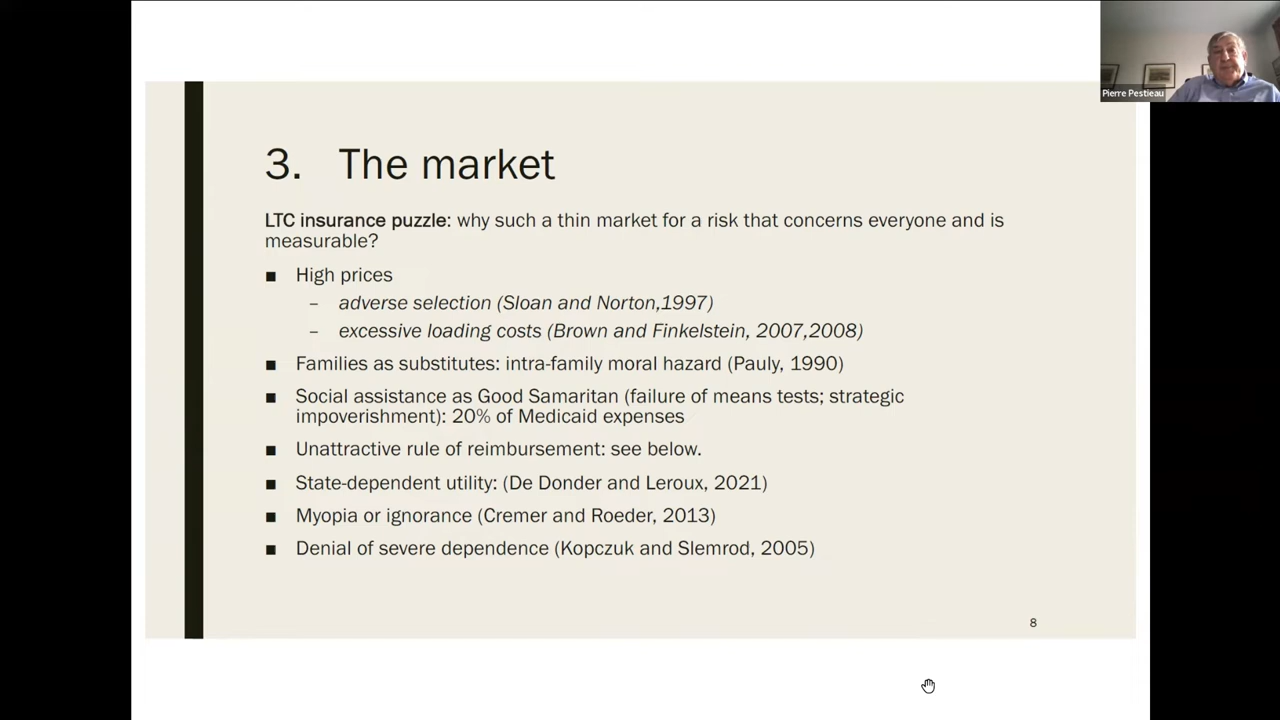 Pierre Pestieau
3. The market
LTC insurance puzzle: why such a thin market for a risk that concerns everyone and is
measurable?
■ High prices
– adverse selection (Sloan and Norton,1997)
– excessive loading costs (Brown and Finkelstein, 2007,2008)
■ Families as substitutes: intra-family moral hazard (Pauly, 1990)
■ Social assistance as Good Samaritan (failure of means tests; strategic
impoverishment): 20% of Medicaid expenses
■ Unattractive rule of reimbursement: see below.
■ State-dependent utility: (De Donder and Leroux, 2021)
■ Myopia or ignorance (Cremer and Roeder, 2013)
■ Denial of severe dependence (Kopczuk and Slemrod, 2005)
8